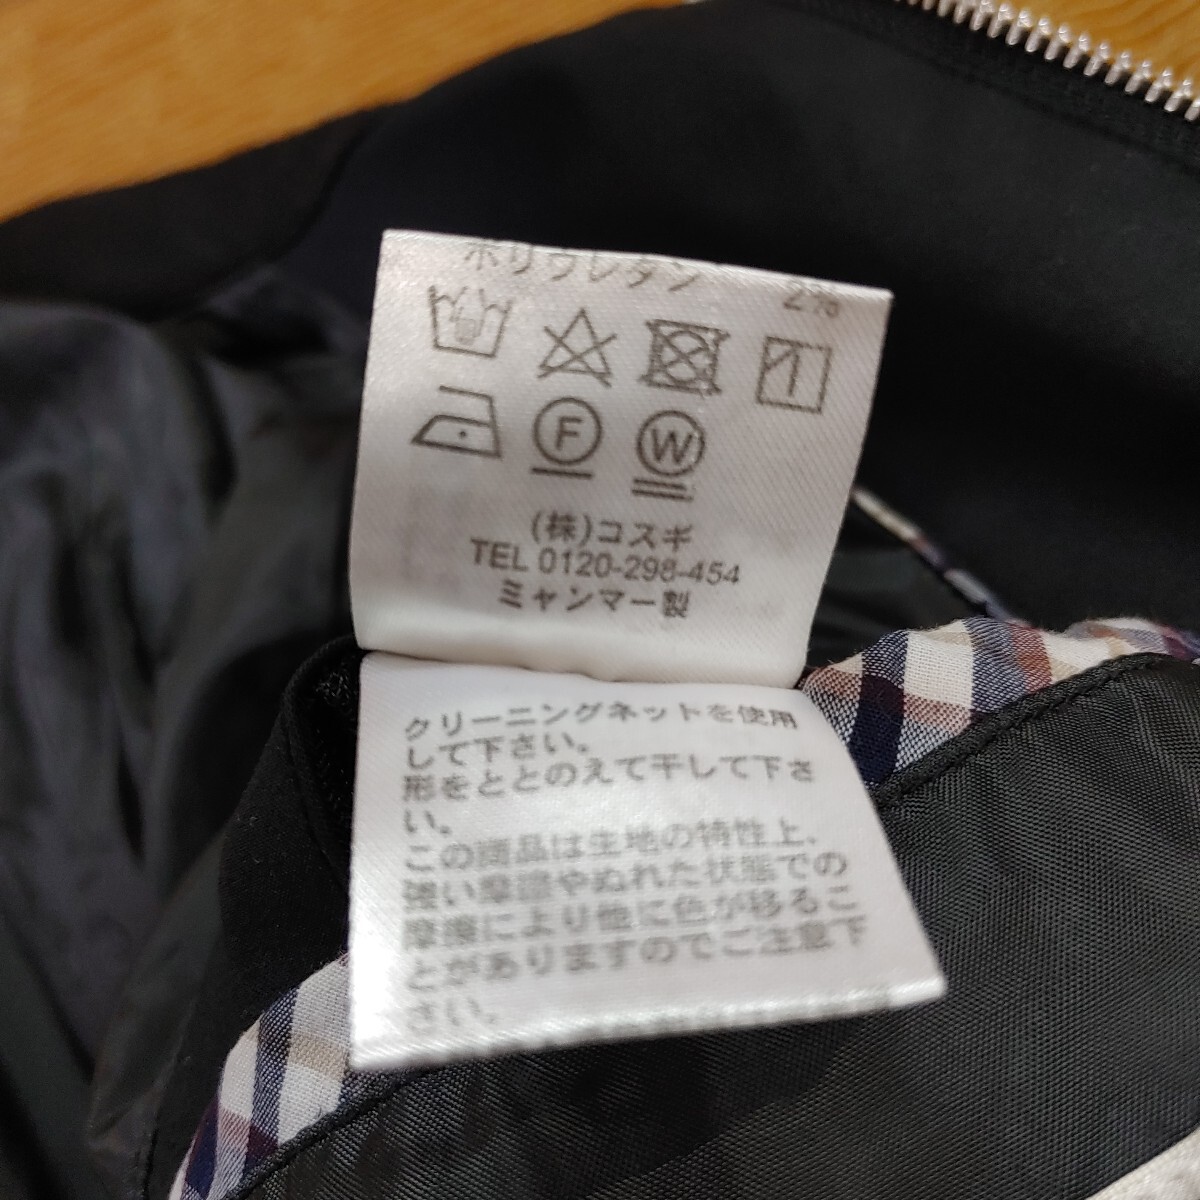 ポリウレタン 2%
F W
(株)コスギ
TEL 0120-298-454
ミャンマー製
クリーニングネットを使用
して下さい。
形をととのえて干して下さ
い。
この商品は生地の特性上、
強い摩擦やぬれた状態での
摩擦により他に色が移るこ
とがありますのでご注意下
さい。